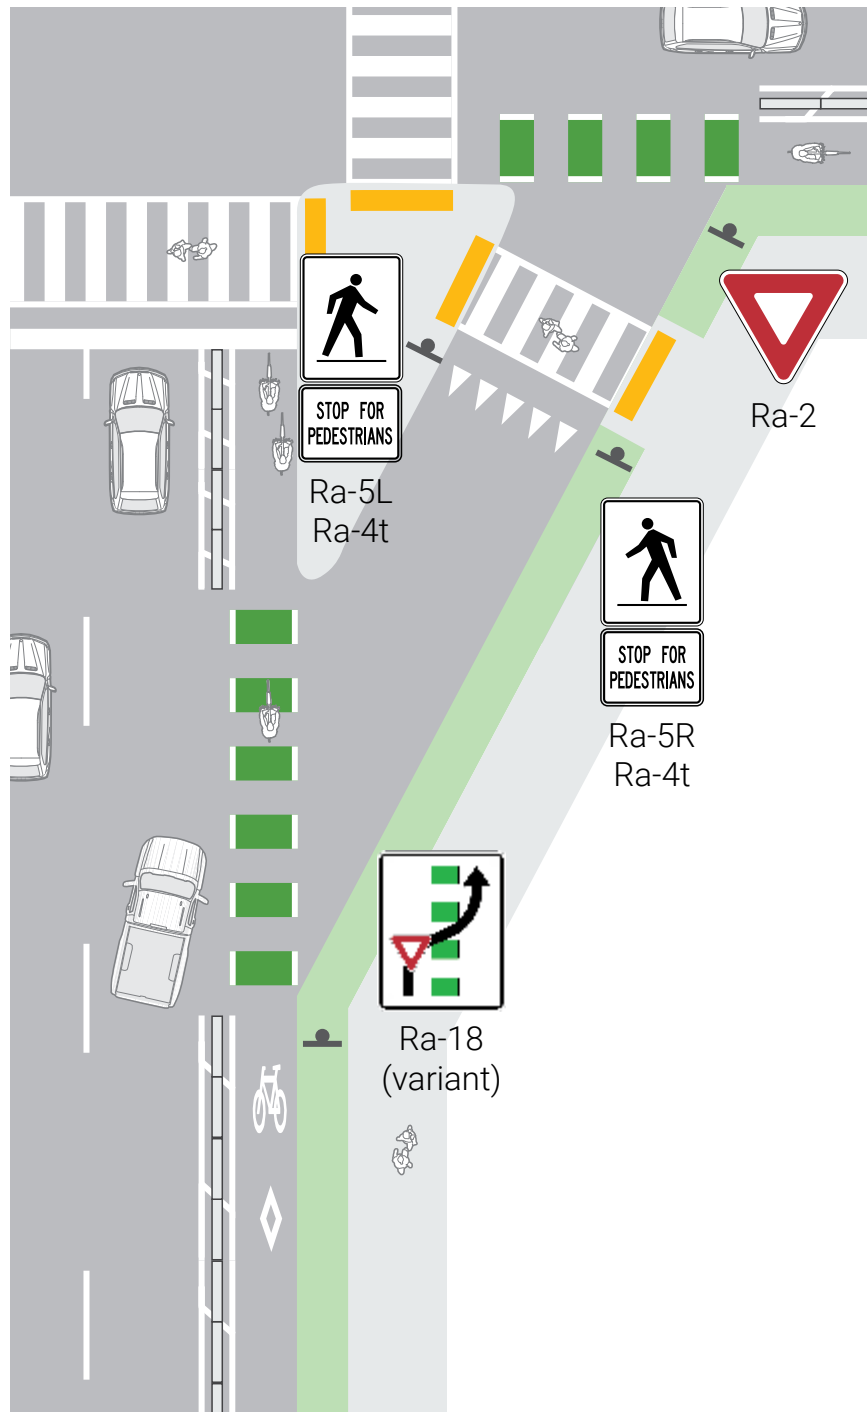 STOP FOR
PEDESTRIANS
Ra-5L
Ra-4t
Ra-2
STOP FOR
PEDESTRIANS
Ra-5R
Ra-4t
Ra-18
(variant)